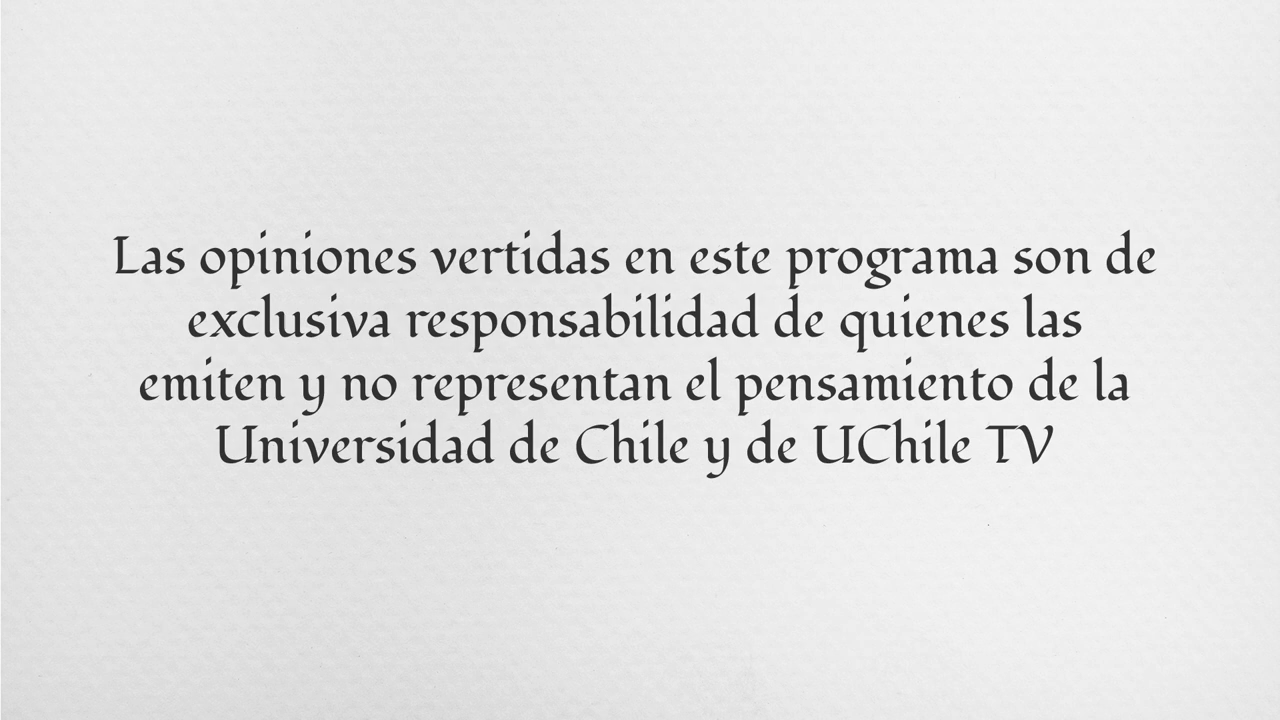 Las opiniones vertidas en este programa son de
exclusiva responsabilidad de quienes las
emiten y no representan el pensamiento de la
Universidad de Chile y de UChile TV